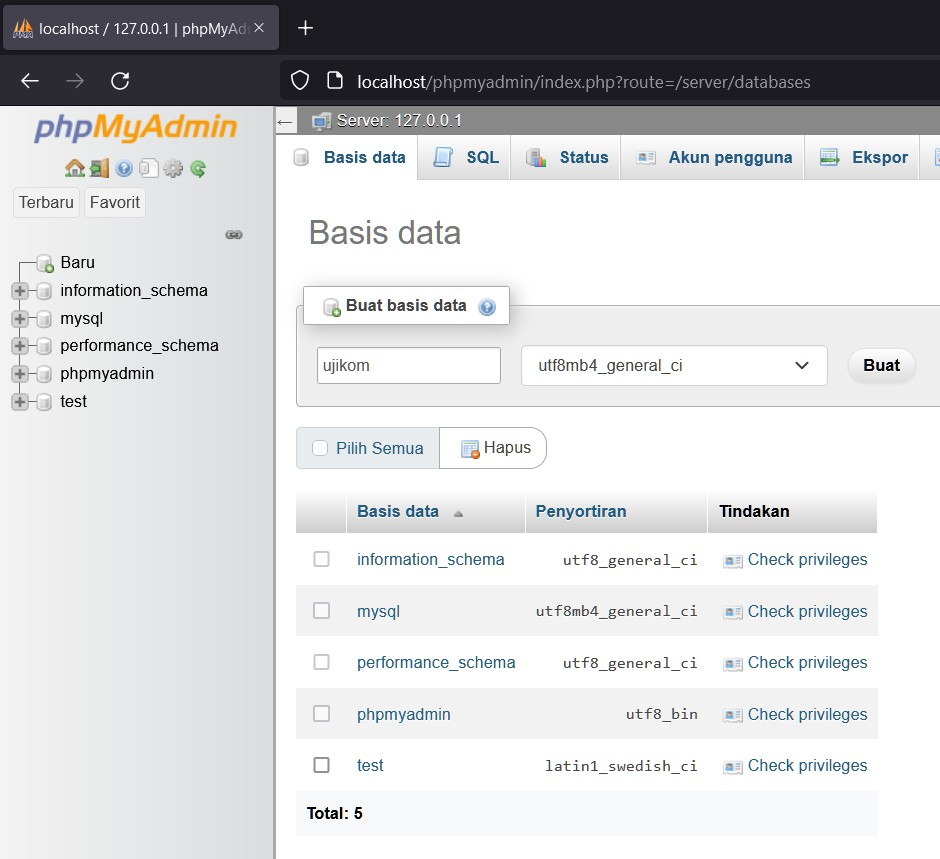 localhost / 127.0.0.1 | phpMyAd
localhost/phpmyadmin/index.php?route=/server/databases
phpMyAdmin
Terbaru Favorit
Baru
information_schema
mysql
performance_schema
phpmyadmin
test
Server: 127.0.0.1
Basis data SQL Status Akun pengguna Ekspor
Basis data
Buat basis data
ujikom utf8mb4_general_ci Buat
Pilih Semua Hapus
Basis data Penyortiran Tindakan
information_schema utf8_general_ci Check privileges
mysql utf8mb4_general_ci Check privileges
performance_schema utf8_general_ci Check privileges
phpmyadmin utf8_bin Check privileges
test latin1_swedish_ci Check privileges
Total: 5